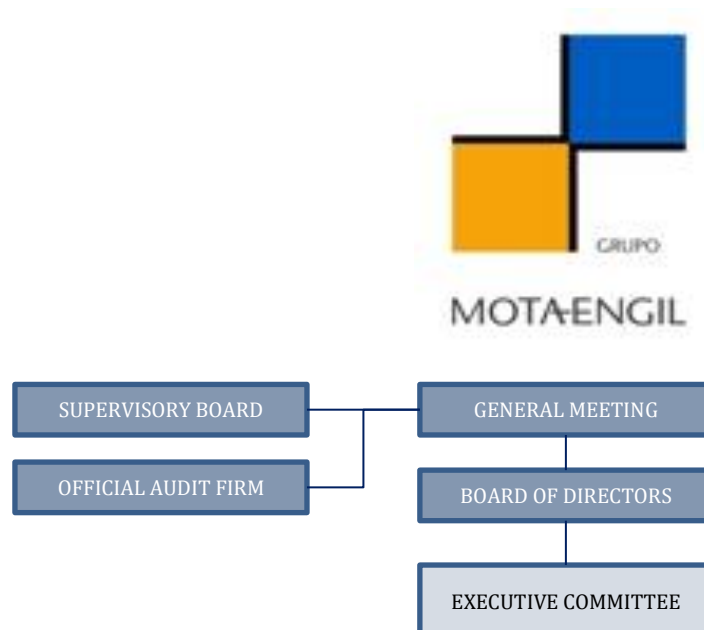 GRUPO
MOTA-ENGIL
SUPERVISORY BOARD
GENERAL MEETING
OFFICIAL AUDIT FIRM
BOARD OF DIRECTORS
EXECUTIVE COMMITTEE